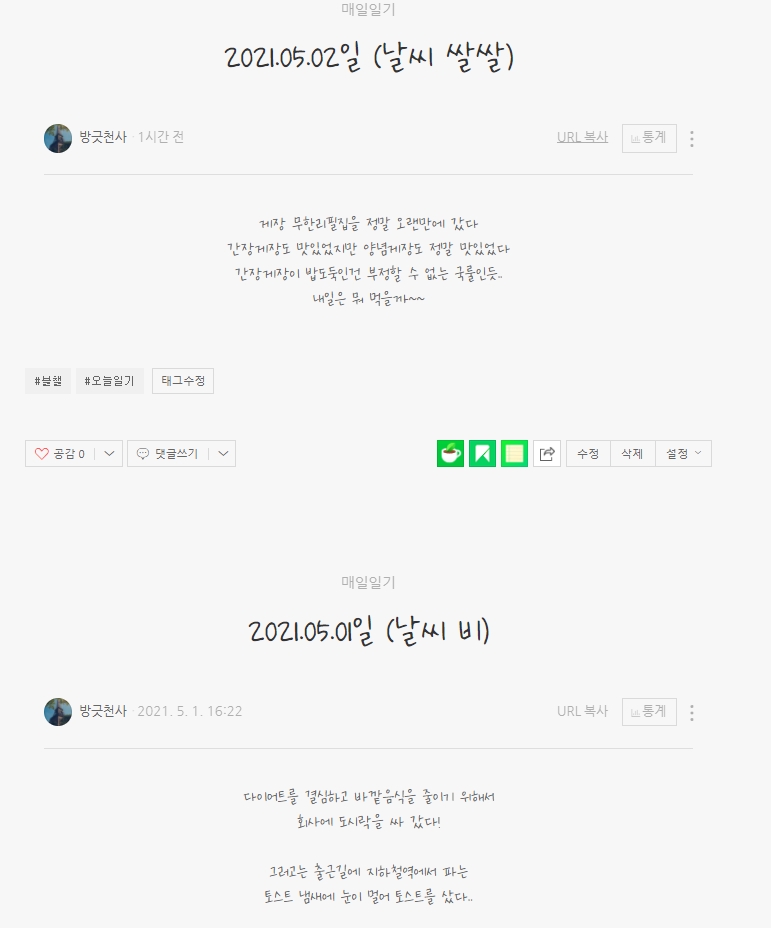 매일일기
2021.05.02일 (날씨 쌀쌀)
방긋천사 · 1시간 전
URL 복사 통계
게장 무한리필집을 정말 오랜만에 갔다
간장게장도 맛있었지만 양념게장도 정말 맛있었다
간장게장이 밥도둑인건 부정할 수 없는 국룰인듯..
내일은 뭐 먹을까~~
#블챌 #오늘일기 태그수정
공감 0 댓글쓰기 수정 삭제 설정
매일일기
2021.05.01일 (날씨 비)
방긋천사 · 2021. 5. 1. 16:22
URL 복사 통계
다이어트를 결심하고 바깥음식을 줄이기 위해서
회사에 도시락을 싸 갔다!
그러고는 출근길에 지하철역에서 파는
토스트 냄새에 눈이 멀어 토스트를 샀다..